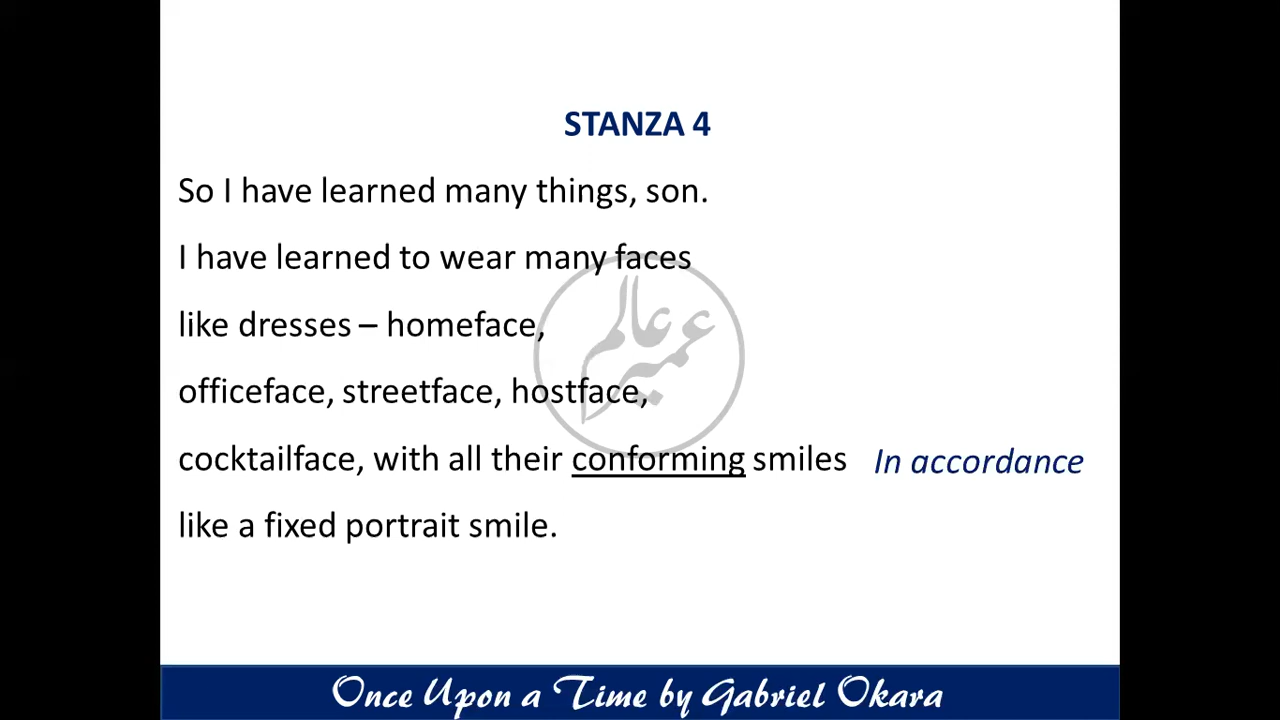 STANZA 4
So I have learned many things, son.
I have learned to wear many faces
like dresses – homeface,
officeface, streetface, hostface,
cocktailface, with all their conforming smiles In accordance
like a fixed portrait smile.
عمیر عالم
Once Upon a Time by Gabriel Okara